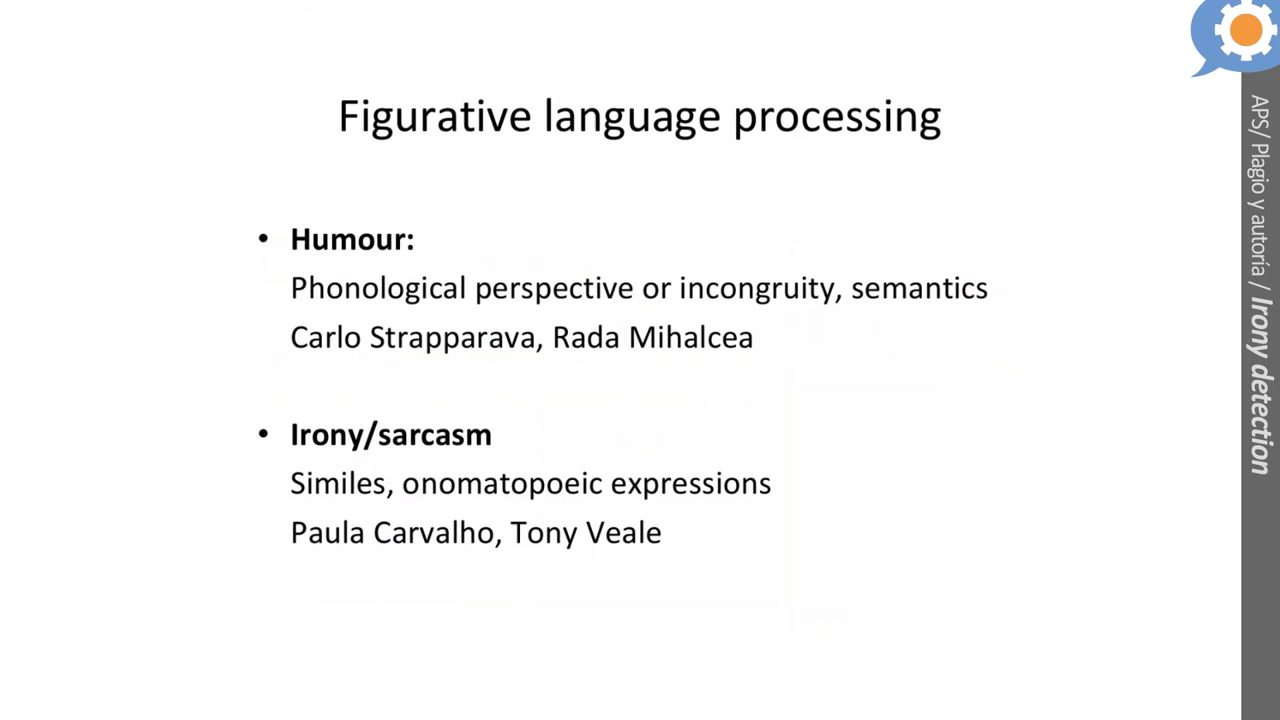 Figurative language processing
• Humour:
Phonological perspective or incongruity, semantics
Carlo Strapparava, Rada Mihalcea
• Irony/sarcasm
Similes, onomatopoeic expressions
Paula Carvalho, Tony Veale
APS/ Plagio y autoría / Irony detection